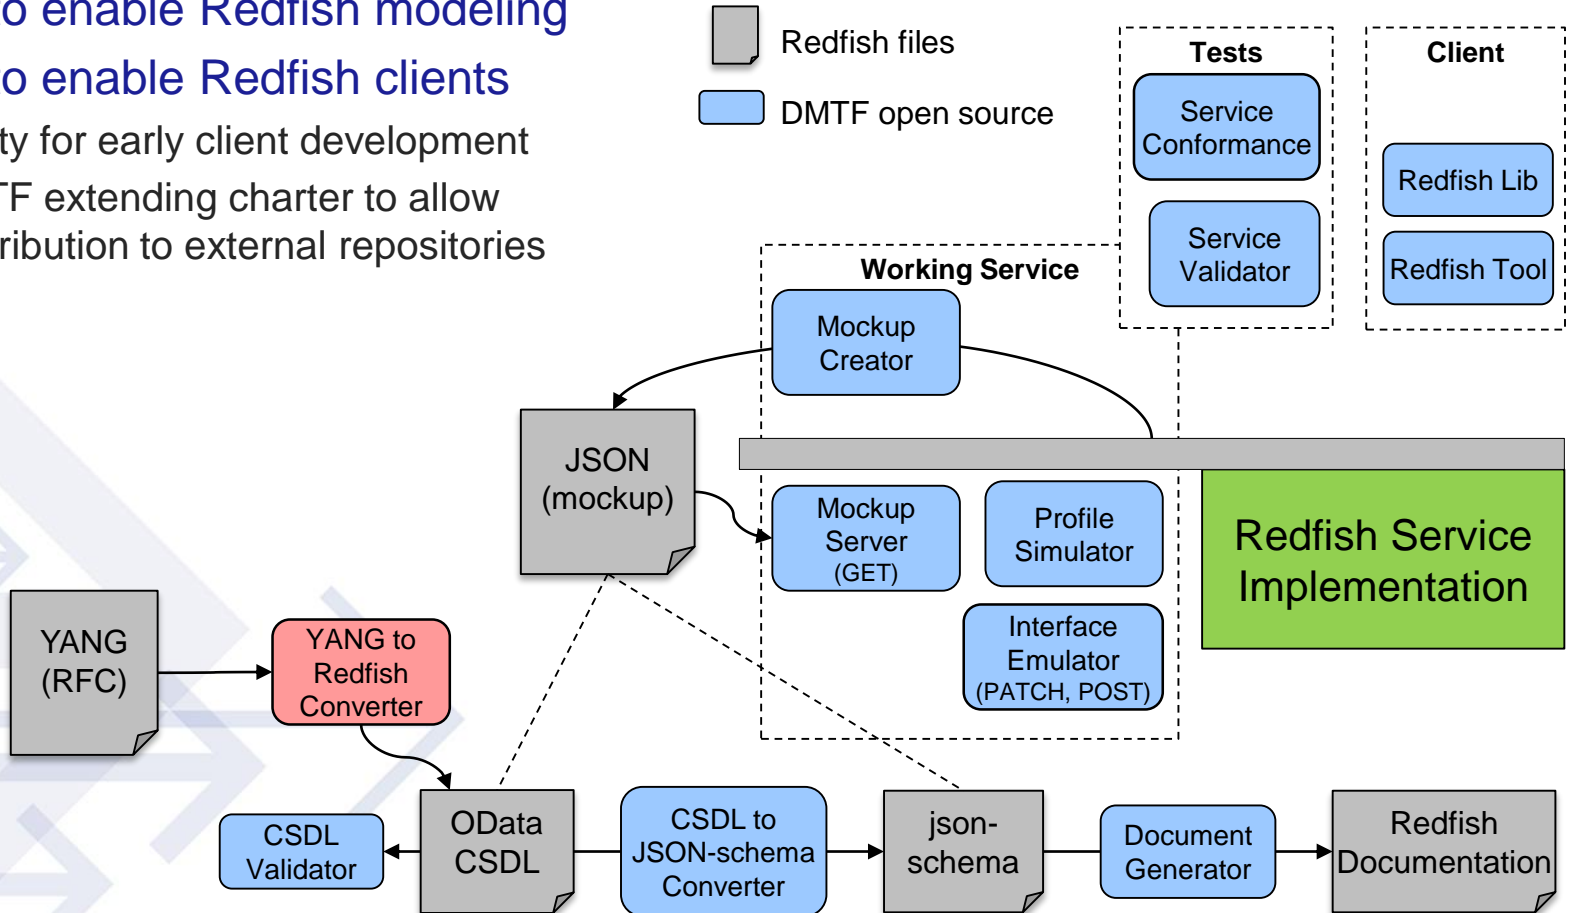 to enable Redfish modeling
to enable Redfish clients
ty for early client development
TF extending charter to allow
tribution to external repositories
Redfish files
DMTF open source
Tests
Service
Conformance
Service
Validator
Client
Redfish Lib
Redfish Tool
Working Service
Mockup
Creator
JSON
(mockup)
Mockup
Server
(GET)
Profile
Simulator
Interface
Emulator
(PATCH, POST)
Redfish Service
Implementation
YANG
(RFC)
YANG to
Redfish
Converter
CSDL
Validator
OData
CSDL
CSDL to
JSON-schema
Converter
json-
schema
Document
Generator
Redfish
Documentation